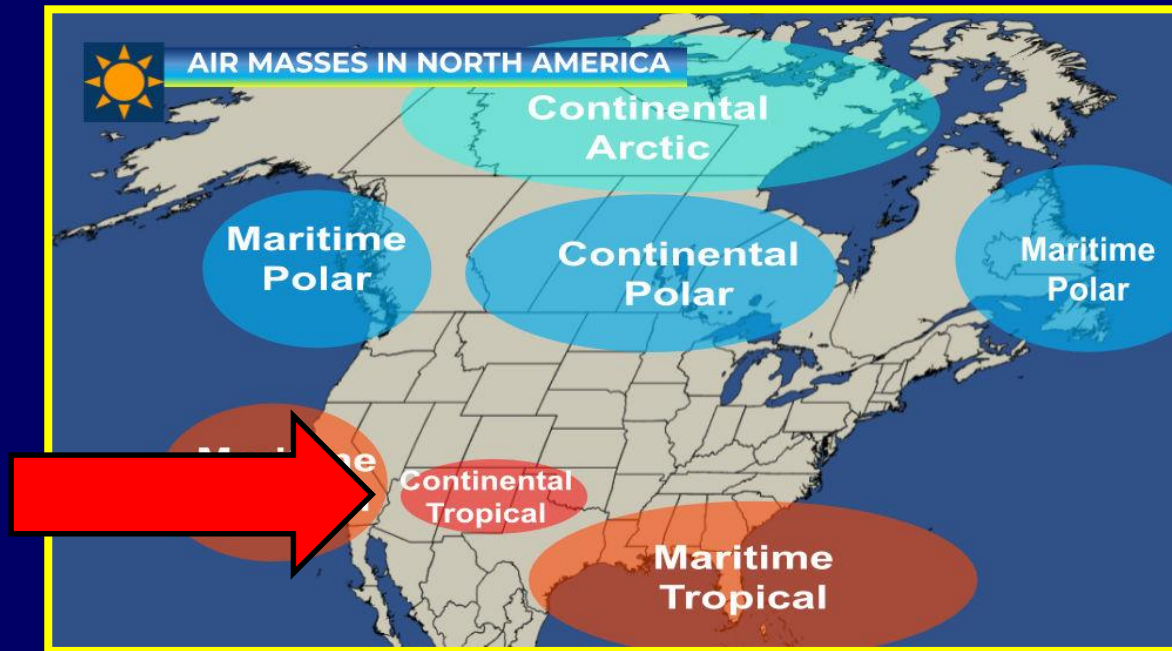 AIR MASSES IN NORTH AMERICA
Continental
Arctic
Maritime
Polar
Continental
Polar
Maritime
Polar
Continental
Tropical
Maritime
Tropical